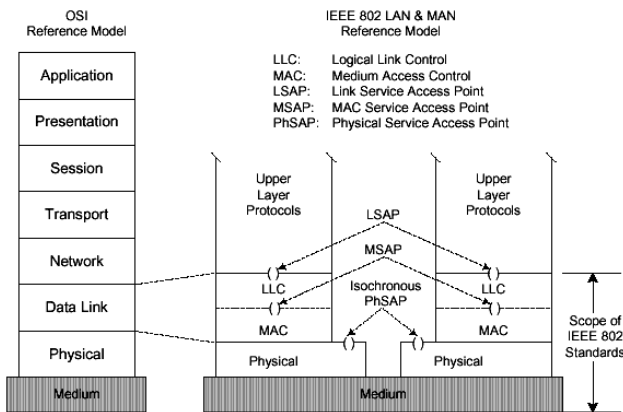 OSI
Reference Model
Application
Presentation
Session
Transport
Network
Data Link
Physical
Medium
IEEE 802 LAN & MAN
Reference Model
LLC: Logical Link Control
MAC: Medium Access Control
LSAP: Link Service Access Point
MSAP: MAC Service Access Point
PhSAP: Physical Service Access Point
Upper
Layer
Protocols
LSAP
MSAP
Isochronous
PhSAP
LLC
MAC
Physical
Upper
Layer
Protocols
LLC
MAC
Physical
Medium
Scope of
IEEE 802
Standards